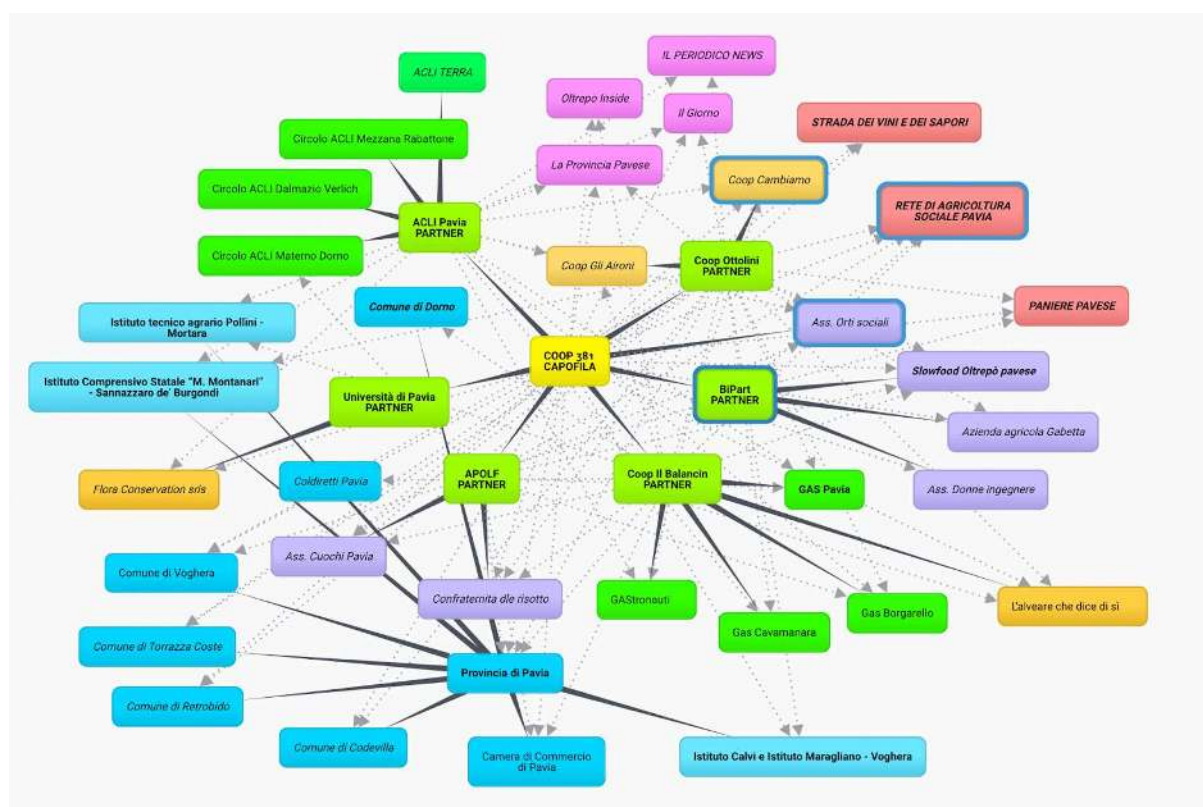 IL PERIODICO NEWS
ACLI TERRA
Oltrepo Inside
Il Giorno
STRADA DEI VINI E DEI SAPORI
Circolo ACLI Mezzana Rabattone
La Provincia Pavese
Coop Cambiamo
Circolo ACLI Dalmazio Verlich
RETE DI AGRICOLTURA
SOCIALE PAVIA
ACLI Pavia
PARTNER
Circolo ACLI Materno Dorno
Coop Gli Aironi
Coop Ottolini
PARTNER
Comune di Dorno
PANIERE PAVESE
Istituto tecnico agrario Pollini -
Mortara
Ass. Orti sociali
COOP 381
CAPOFILA
Istituto Comprensivo Statale "M. Montanari"
- Sannazzaro de' Burgondi
Slowfood Oltrepò pavese
Università di Pavia
PARTNER
BiPart
PARTNER
Azienda agricola Gabetta
Flora Conservation srls
Coldiretti Pavia
APOLF
PARTNER
Coop Il Balancin
PARTNER
GAS Pavia
Ass. Donne ingegnere
Ass. Cuochi Pavia
Comune di Voghera
Confraternita dle risotto
GAStronauti
Gas Borgarello
L'alveare che dice di sì
Gas Cavamanara
Comune di Torrazza Coste
Provincia di Pavia
Comune di Retrobido
Comune di Codevilla
Camera di Commercio
di Pavia
Istituto Calvi e Istituto Maragliano - Voghera